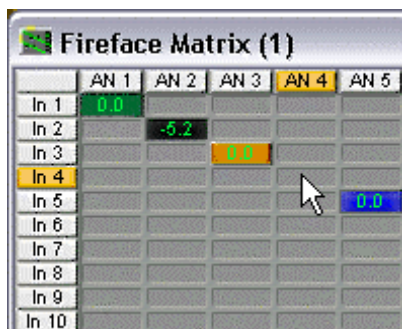 Fireface Matrix (1)
AN 1 AN 2 AN 3 AN 4 AN 5
In 1 0.0
In 2 -5.2
In 3 0.0
In 4
In 5 0.0
In 6
In 7
In 8
In 9
In 10